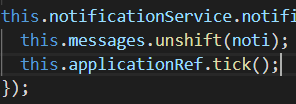 this.notificationService.notifi
this.messages.unshift(noti);
this.applicationRef.tick();
});